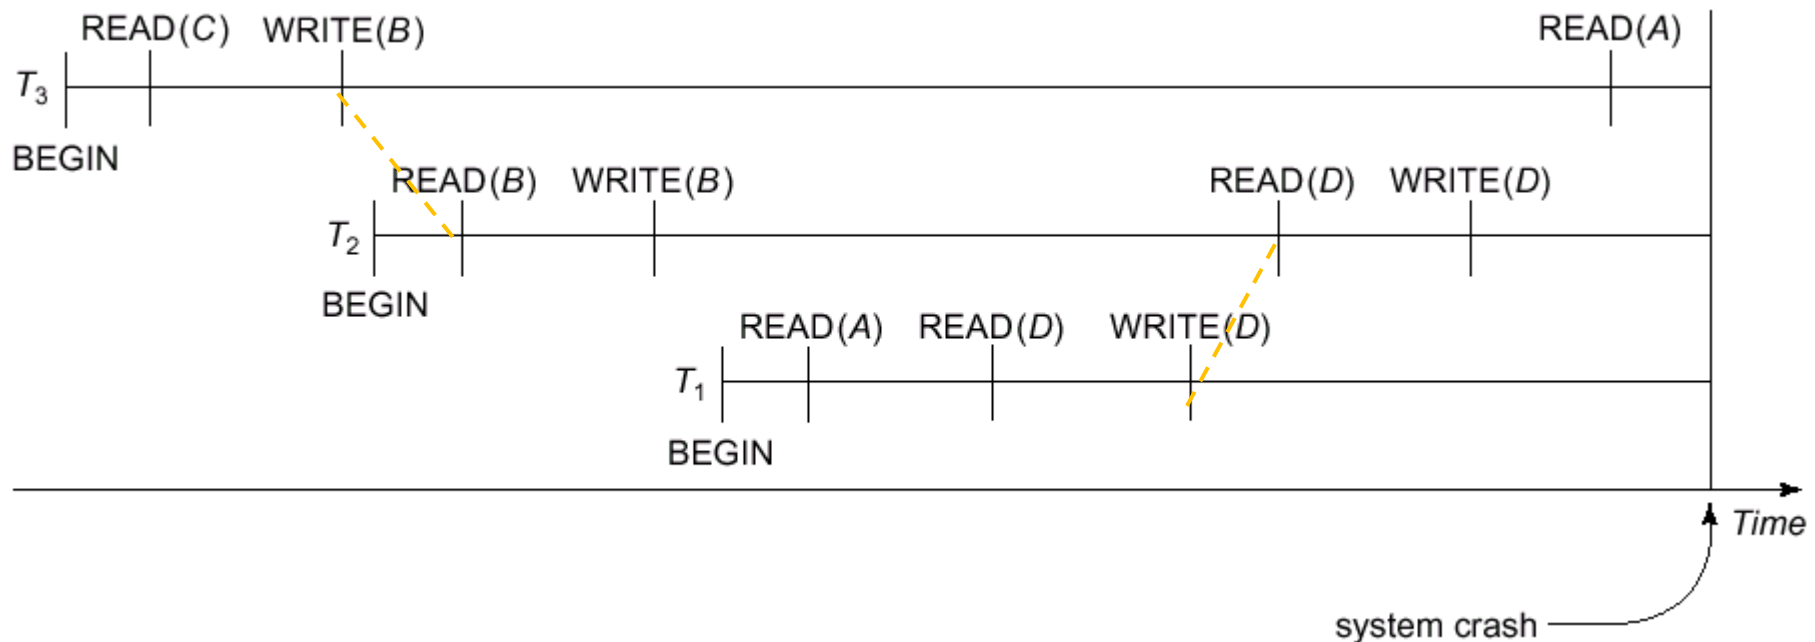 READ(C) WRITE(B) READ(A)
T3
BEGIN
READ(B) WRITE(B) READ(D) WRITE(D)
T2
BEGIN
READ(A) READ(D) WRITE(D)
T1
BEGIN
Time
system crash